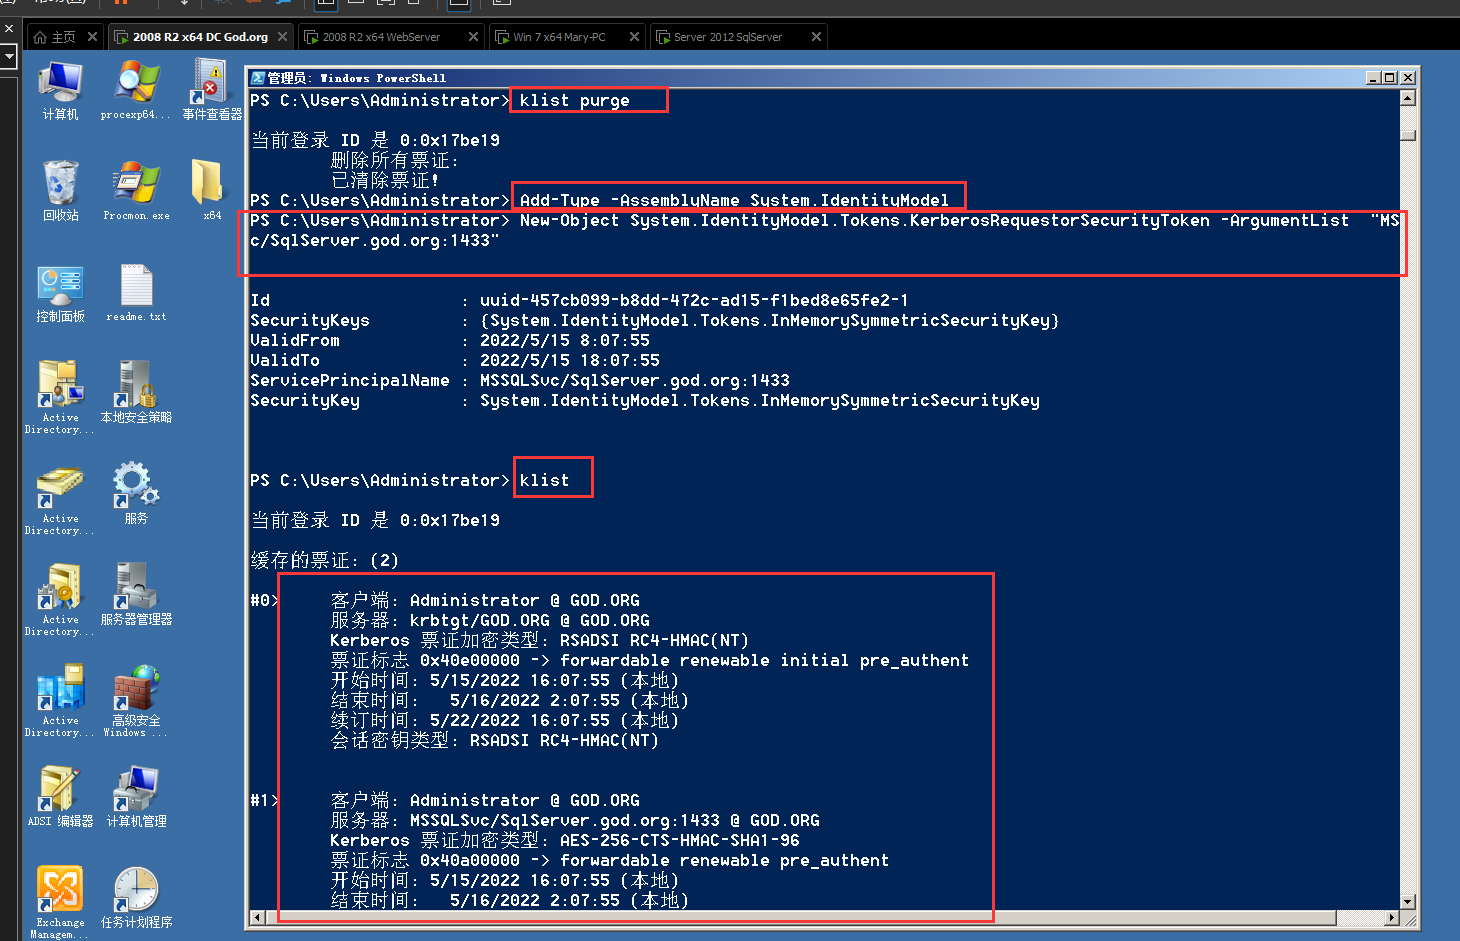 主页
2008 R2 x64 DC God.org
2008 R2 x64 WebServer
Win 7 x64 Mary-PC
Server 2012 SqlServer
计算机
procexp64...
事件查看器
回收站
Procmon.exe
x64
控制面板
readme.txt
Active
Directory...
本地安全策略
Active
Directory...
服务
Active
Directory...
服务器管理器
Active
Directory...
高级安全
Windows ...
ADSI 编辑器
计算机管理
Exchange
Managem...
任务计划程序
管理员: Windows PowerShell
PS C:\Users\Administrator> klist purge
当前登录 ID 是 0:0x17be19
删除所有票证:
已清除票证!
PS C:\Users\Administrator> Add-Type -AssemblyName System.IdentityModel
PS C:\Users\Administrator> New-Object System.IdentityModel.Tokens.KerberosRequestorSecurityToken -ArgumentList  "MS
c/SqlServer.god.org:1433"
Id                   : uuid-457cb099-b8dd-472c-ad15-f1bed8e65fe2-1
SecurityKeys         : {System.IdentityModel.Tokens.InMemorySymmetricSecurityKey}
ValidFrom            : 2022/5/15 8:07:55
ValidTo              : 2022/5/15 18:07:55
ServicePrincipalName : MSSQLSvc/SqlServer.god.org:1433
SecurityKey          : System.IdentityModel.Tokens.InMemorySymmetricSecurityKey
PS C:\Users\Administrator> klist
当前登录 ID 是 0:0x17be19
缓存的票证: (2)
#0>     客户端: Administrator @ GOD.ORG
服务器: krbtgt/GOD.ORG @ GOD.ORG
Kerberos 票证加密类型: RSADSI RC4-HMAC(NT)
票证标志 0x40e00000 -> forwardable renewable initial pre_authent
开始时间: 5/15/2022 16:07:55 (本地)
结束时间:   5/16/2022 2:07:55 (本地)
续订时间: 5/22/2022 16:07:55 (本地)
会话密钥类型: RSADSI RC4-HMAC(NT)
#1>     客户端: Administrator @ GOD.ORG
服务器: MSSQLSvc/SqlServer.god.org:1433 @ GOD.ORG
Kerberos 票证加密类型: AES-256-CTS-HMAC-SHA1-96
票证标志 0x40a00000 -> forwardable renewable pre_authent
开始时间: 5/15/2022 16:07:55 (本地)
结束时间:   5/16/2022 2:07:55 (本地)